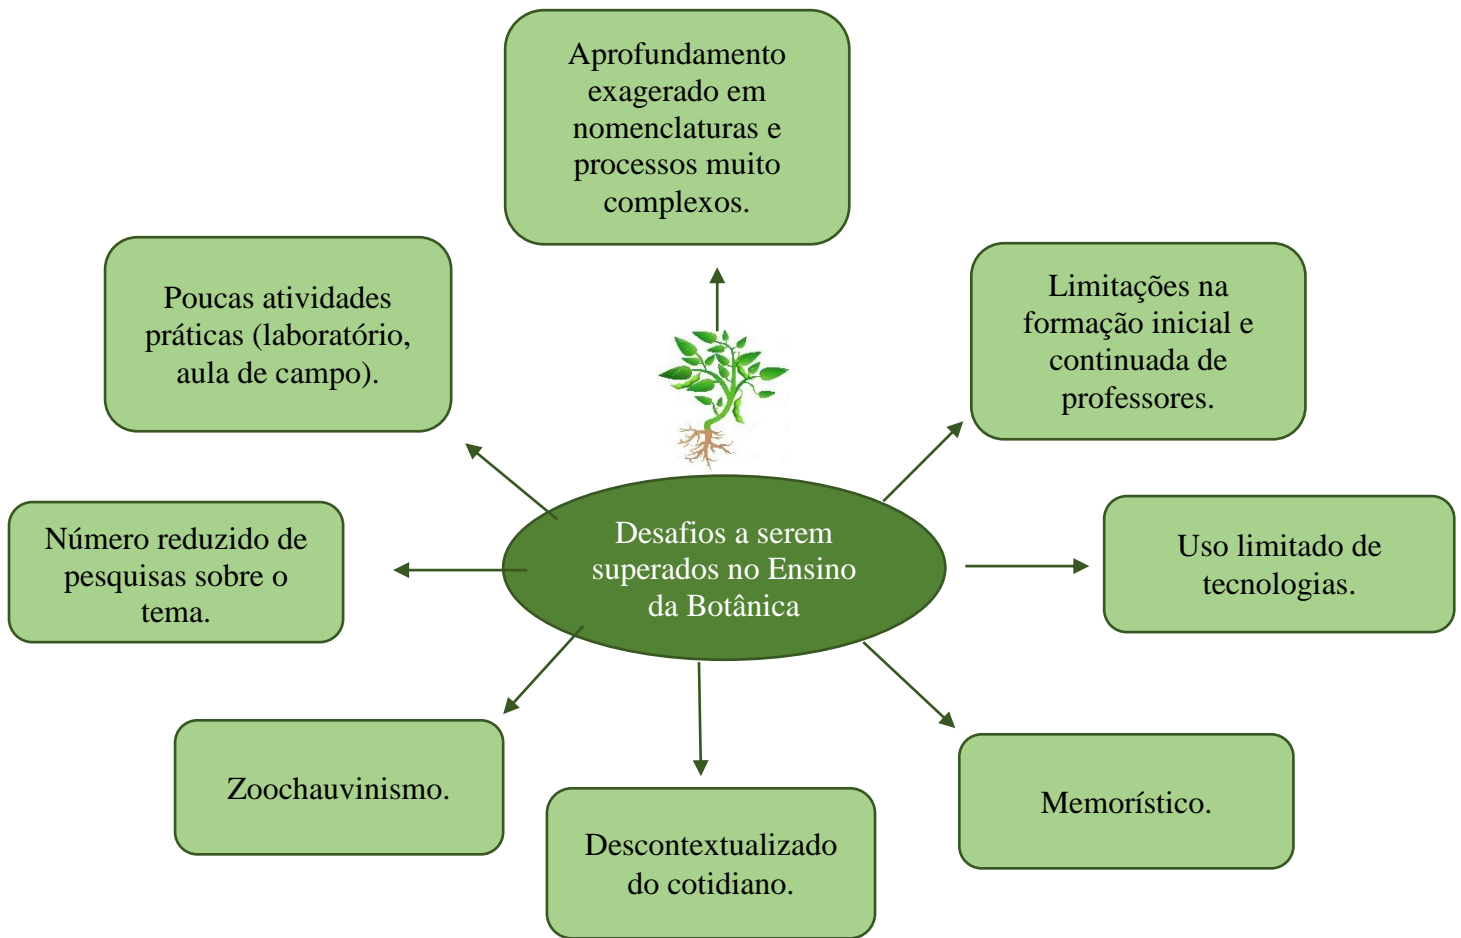 Aprofundamento
exagerado em
nomenclaturas e
processos muito
complexos.
Poucas atividades
práticas (laboratório,
aula de campo).
Limitações na
formação inicial e
continuada de
professores.
Número reduzido de
pesquisas sobre o
tema.
Desafios a serem
superados no Ensino
da Botânica
Uso limitado de
tecnologias.
Zoochauvinismo.
Descontextualizado
do cotidiano.
Memorístico.